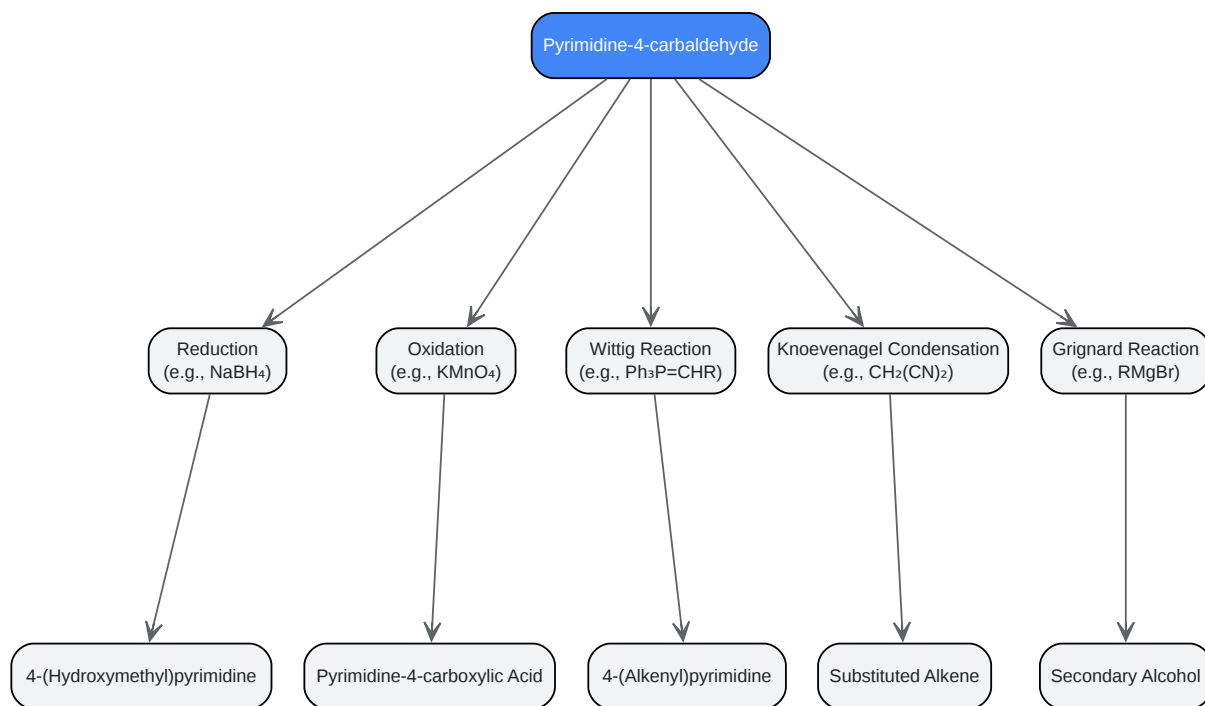 Pyrimidine-4-carbaldehyde
Reduction
(e.g., NaBH₄)
Oxidation
(e.g., KMnO₄)
Wittig Reaction
(e.g., Ph₃P=CHR)
Knoevenagel Condensation
(e.g., CH₂(CN)₂)
Grignard Reaction
(e.g., RMgBr)
4-(Hydroxymethyl)pyrimidine
Pyrimidine-4-carboxylic Acid
4-(Alkenyl)pyrimidine
Substituted Alkene
Secondary Alcohol